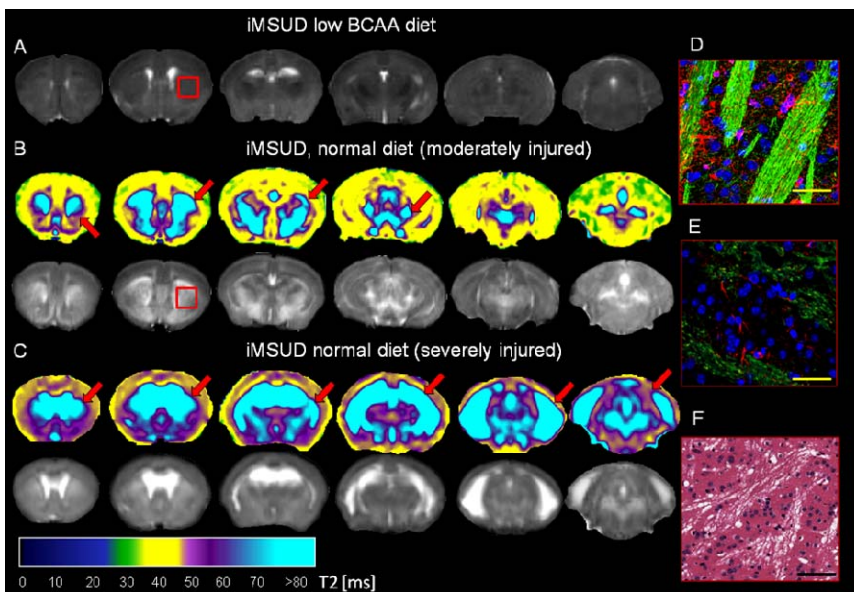 iMSUD low BCAA diet
A
D
B
iMSUD, normal diet (moderately injured)
E
C
iMSUD normal diet (severely injured)
F
0 10 20 30 40 50 60 70 >80 T2 [ms]